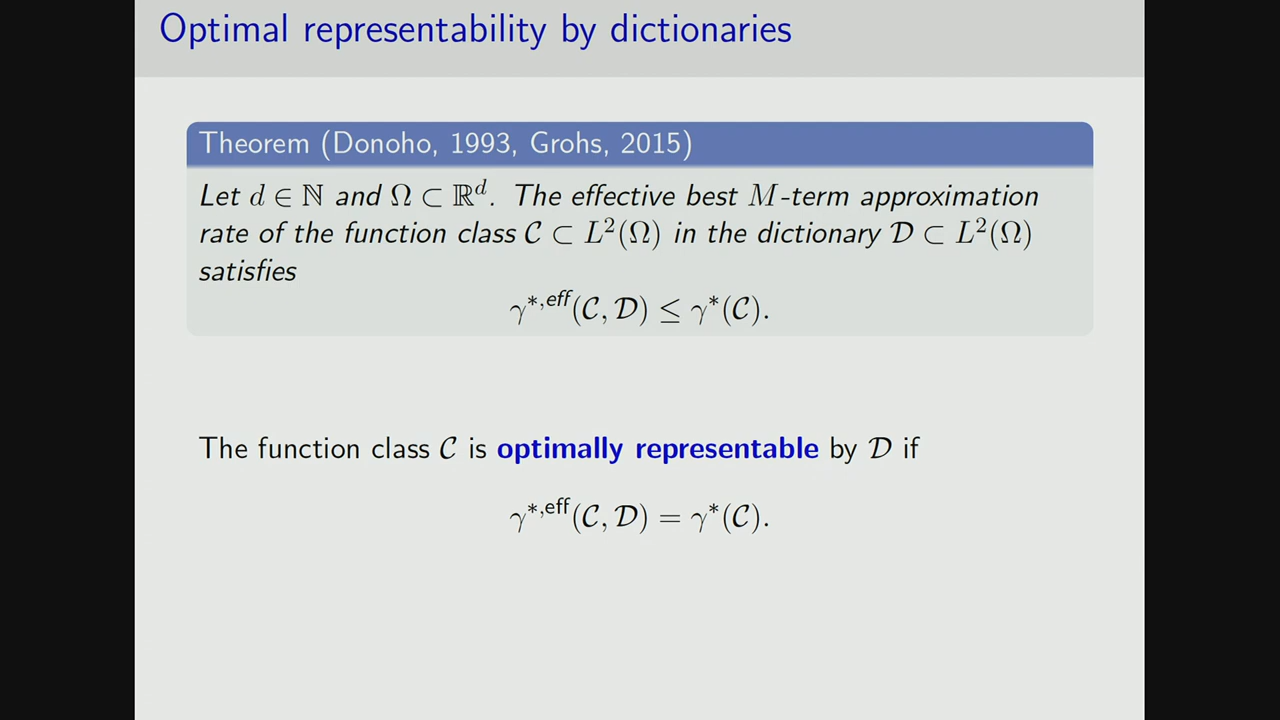 Optimal representability by dictionaries
Theorem (Donoho, 1993, Grohs, 2015)
Let d ∈ ℕ and Ω ⊂ ℝ^d. The effective best M-term approximation
rate of the function class 𝒞 ⊂ L²(Ω) in the dictionary 𝒟 ⊂ L²(Ω)
satisfies
γ^{*,eff}(𝒞, 𝒟) ≤ γ^*(𝒞).
The function class 𝒞 is optimally representable by 𝒟 if
γ^{*,eff}(𝒞, 𝒟) = γ^*(𝒞).